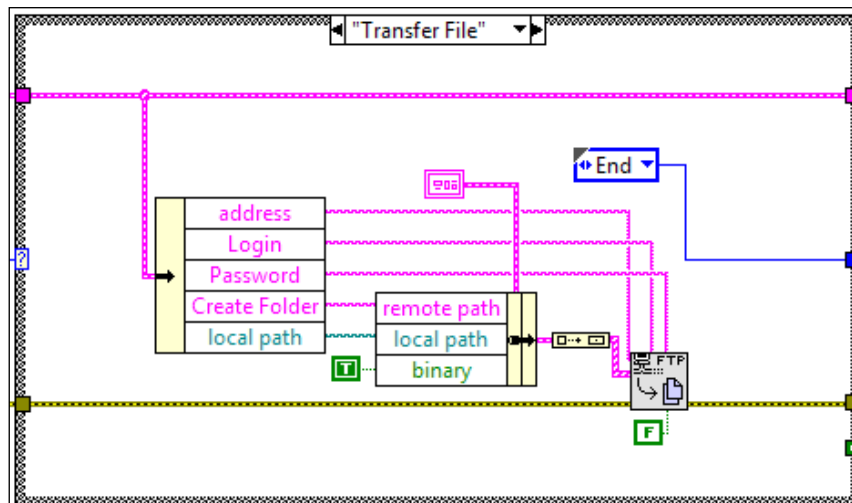 "Transfer File"
End
address
Login
Password
Create Folder
local path
remote path
local path
binary
T
FTP
F
?